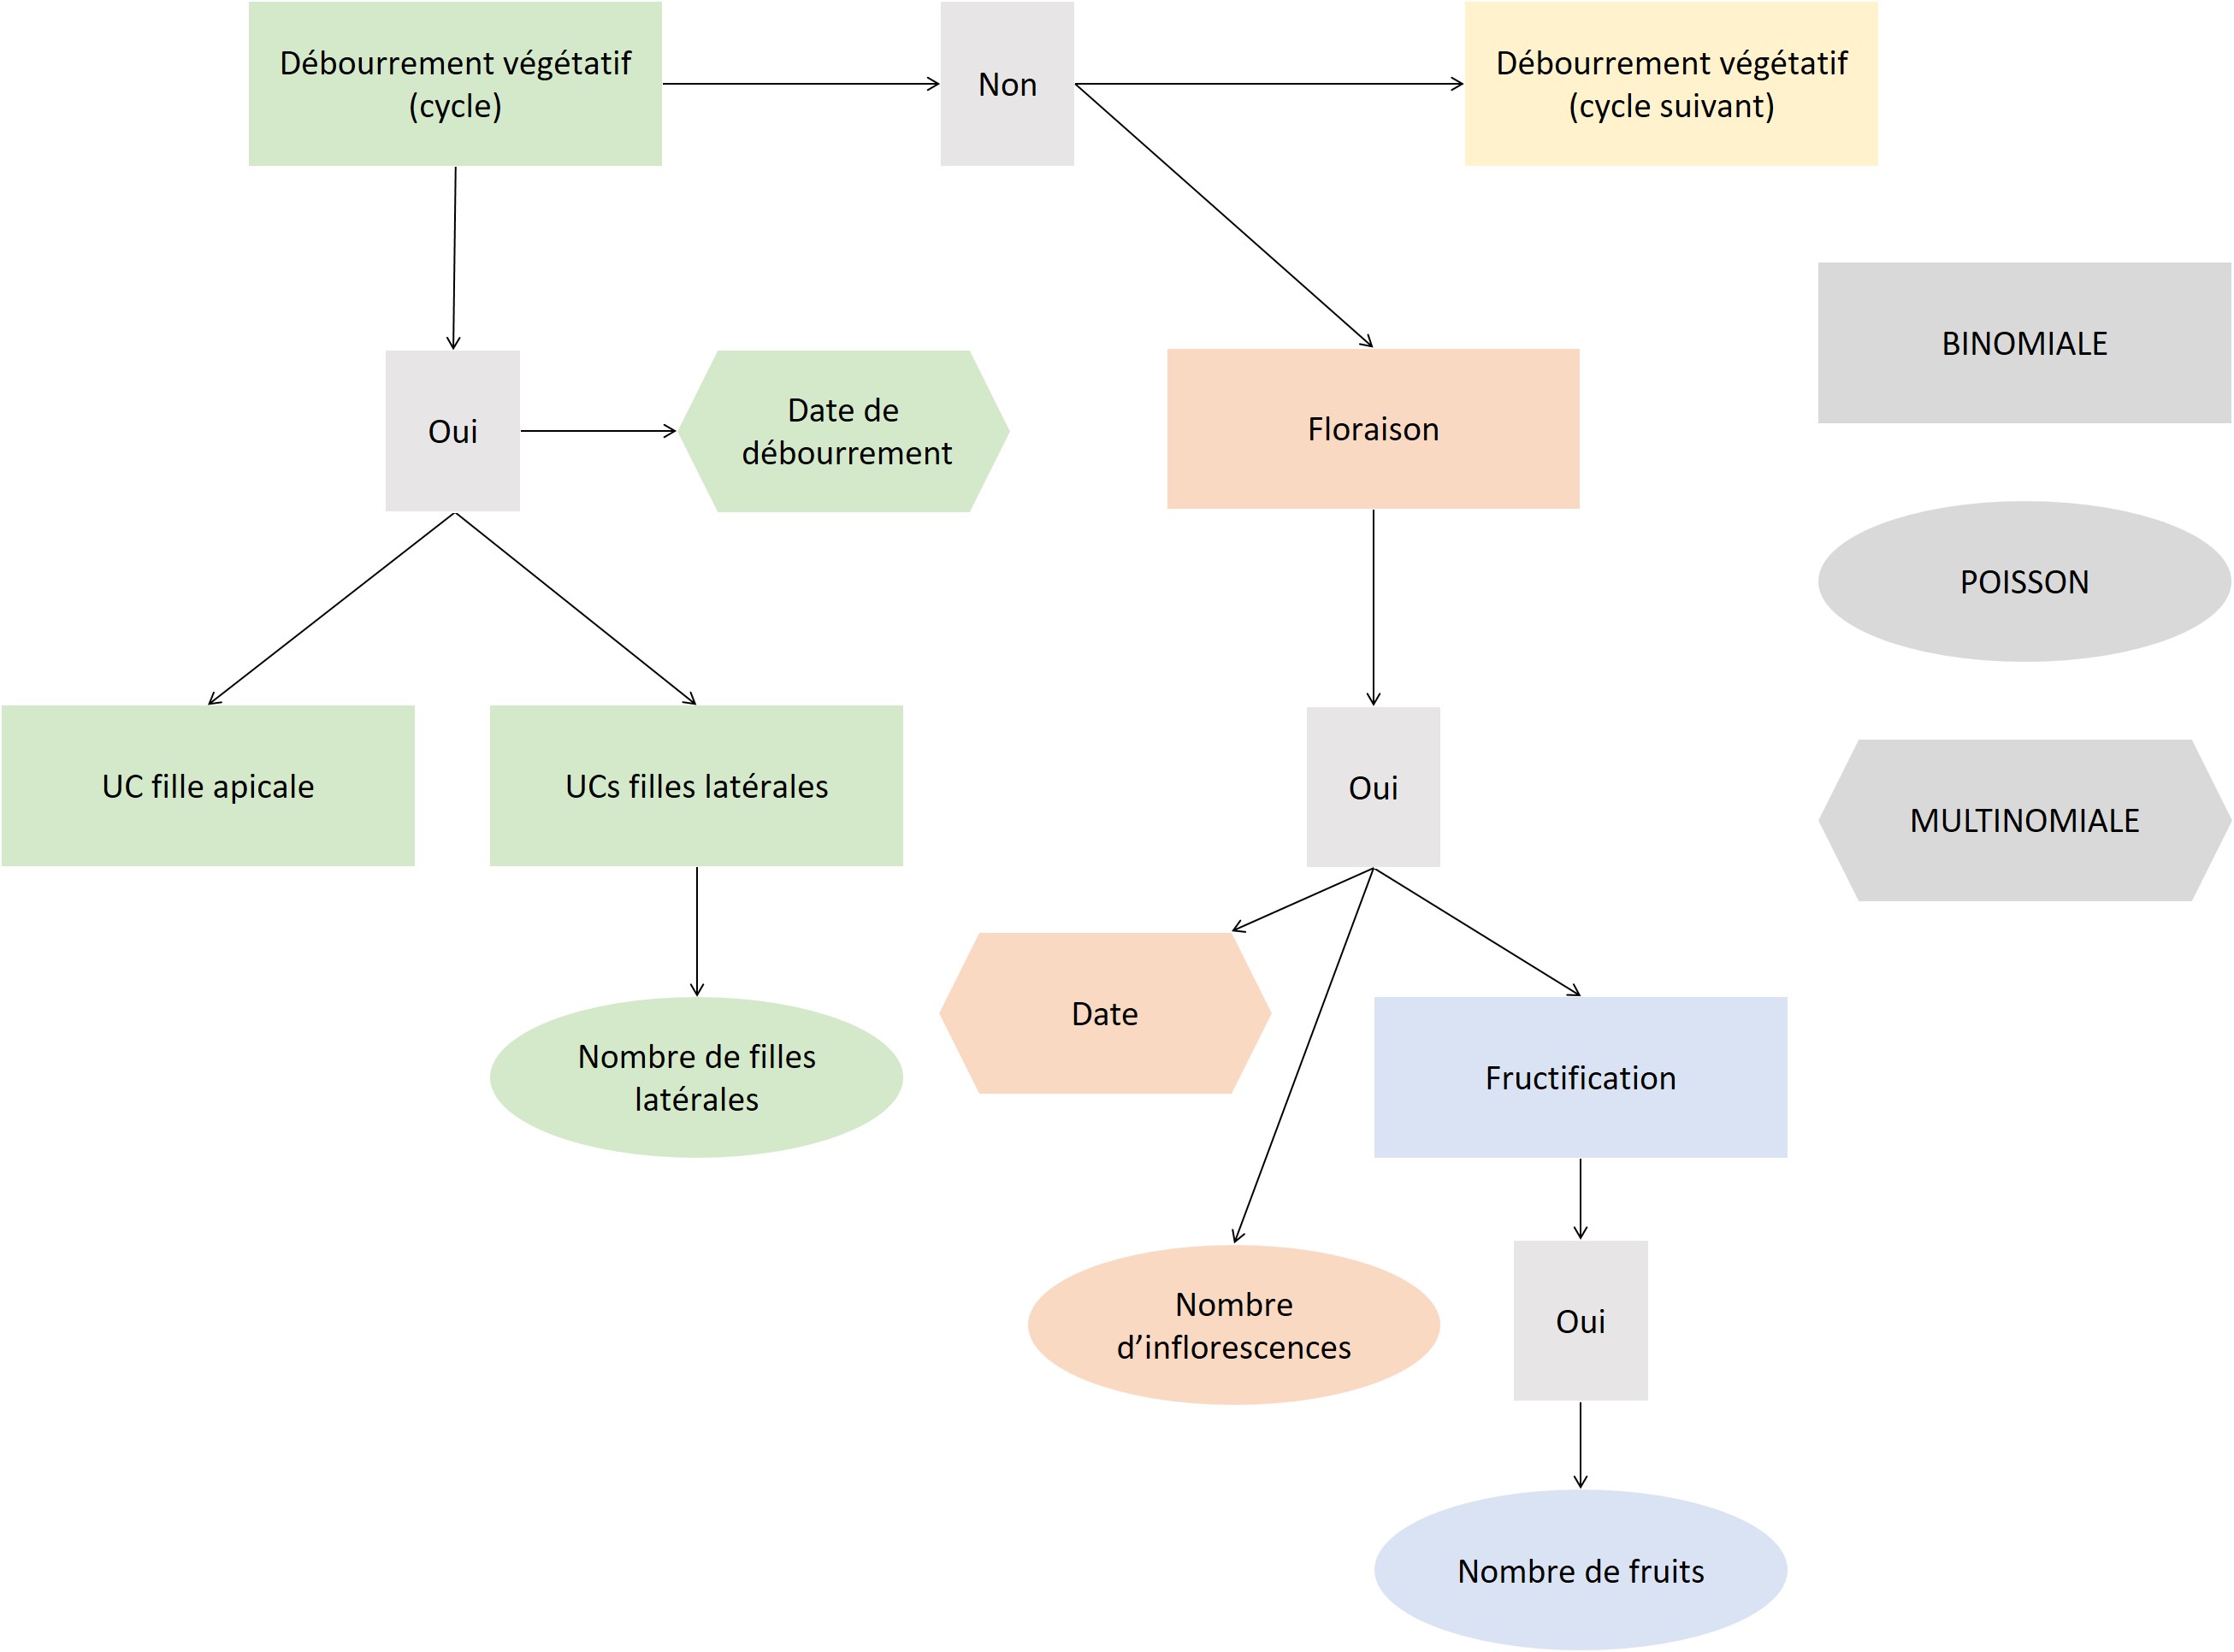 Débourrement végétatif
(cycle)
Non
Débourrement végétatif
(cycle suivant)
BINOMIALE
Oui
Date de
débourrement
Floraison
POISSON
UC fille apicale
UCs filles latérales
Oui
MULTINOMIALE
Nombre de filles
latérales
Date
Fructification
Nombre
d’inflorescences
Oui
Nombre de fruits